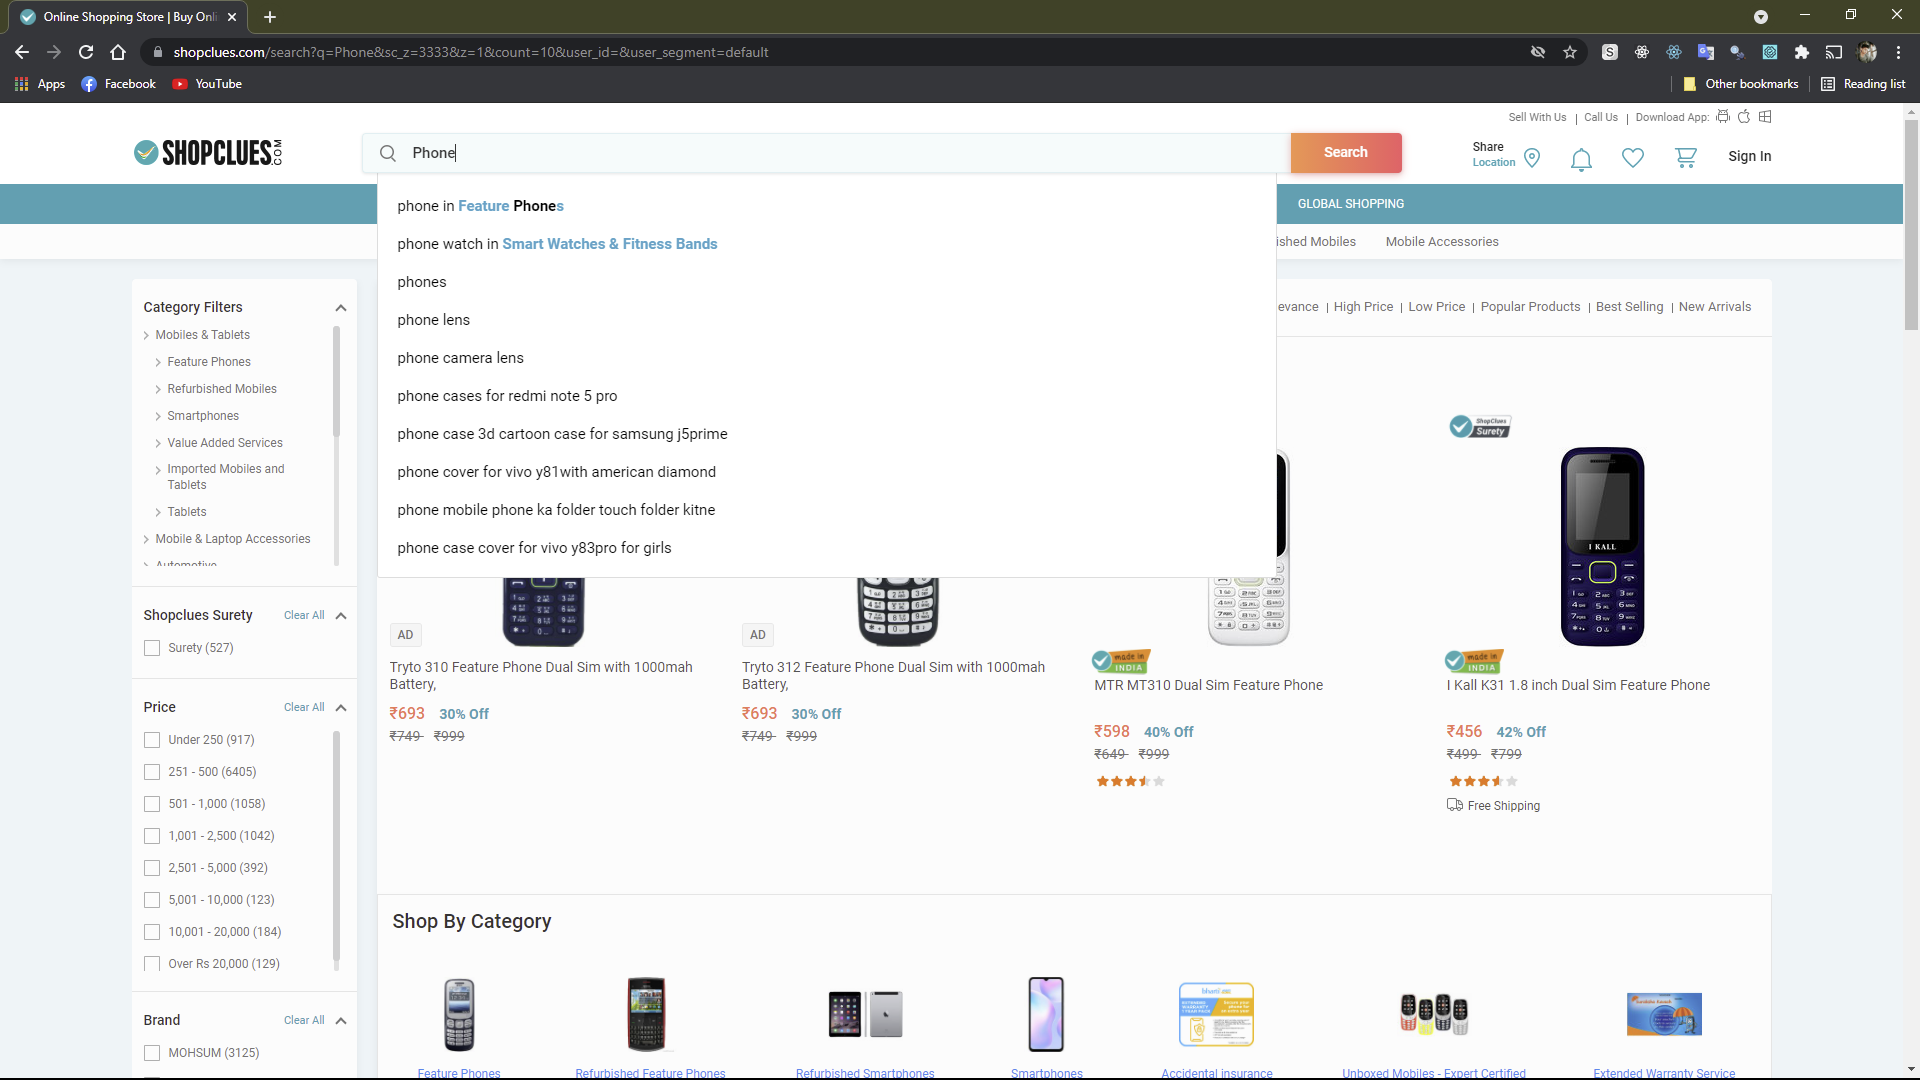 Online Shopping Store | Buy Onli
shopclues.com/search?q=Phone&sc_z=3333&z=1&count=10&user_id=&user_segment=default
Apps
Facebook
YouTube
Other bookmarks
Reading list
Sell With Us | Call Us | Download App:
SHOPCLUES.COM
Phone
Search
Share
Location
Sign In
GLOBAL SHOPPING
ished Mobiles
Mobile Accessories
phone in Feature Phones
phone watch in Smart Watches & Fitness Bands
phones
phone lens
phone camera lens
phone cases for redmi note 5 pro
phone case 3d cartoon case for samsung j5prime
phone cover for vivo y81with american diamond
phone mobile phone ka folder touch folder kitne
phone case cover for vivo y83pro for girls
Category Filters
Mobiles & Tablets
Feature Phones
Refurbished Mobiles
Smartphones
Value Added Services
Imported Mobiles and
Tablets
Tablets
Mobile & Laptop Accessories
Automotive
Shopclues Surety Clear All
Surety (527)
Price Clear All
Under 250 (917)
251 - 500 (6405)
501 - 1,000 (1058)
1,001 - 2,500 (1042)
2,501 - 5,000 (392)
5,001 - 10,000 (123)
10,001 - 20,000 (184)
Over Rs 20,000 (129)
Brand Clear All
MOHSUM (3125)
evance | High Price | Low Price | Popular Products | Best Selling | New Arrivals
ShopClues
Surety
I KALL
AD
Tryto 310 Feature Phone Dual Sim with 1000mah
Battery,
₹693 30% Off
₹749 ₹999
AD
Tryto 312 Feature Phone Dual Sim with 1000mah
Battery,
₹693 30% Off
₹749 ₹999
made in
INDIA
MTR MT310 Dual Sim Feature Phone
₹598 40% Off
₹649 ₹999
made in
INDIA
I Kall K31 1.8 inch Dual Sim Feature Phone
₹456 42% Off
₹499 ₹799
Free Shipping
Shop By Category
Feature Phones
Refurbished Feature Phones
Refurbished Smartphones
Smartphones
Accidental insurance
Unboxed Mobiles - Expert Certified
Extended Warranty Service